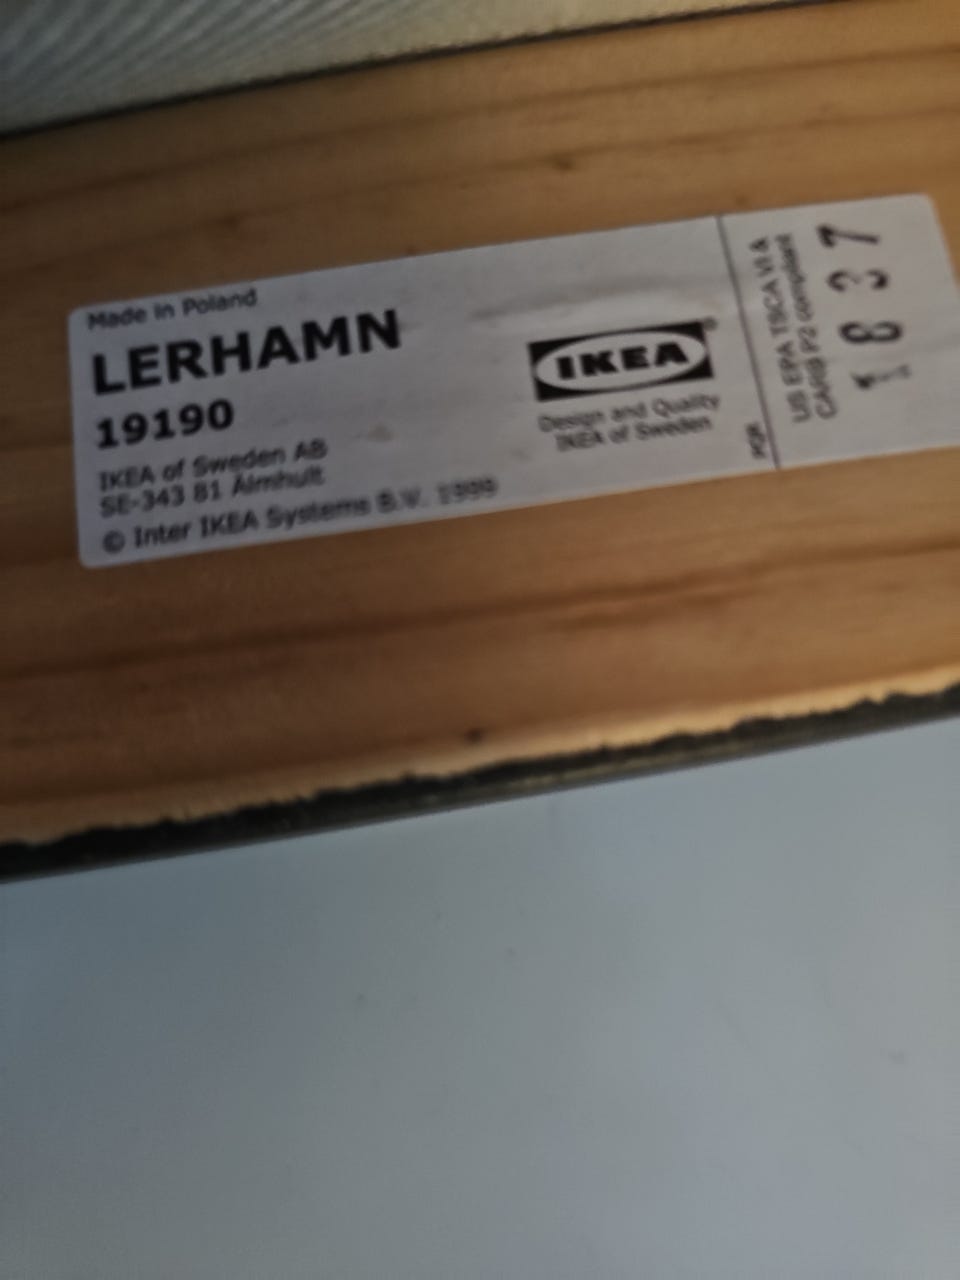 Made in Poland
LERHAMN
19190
IKEA of Sweden AB
SE-343 81 Älmhult
© Inter IKEA Systems B.V. 1999
IKEA®
Design and Quality
IKEA of Sweden
PQR
US EPA TSCA VI &
CARB P2 compliant
1837